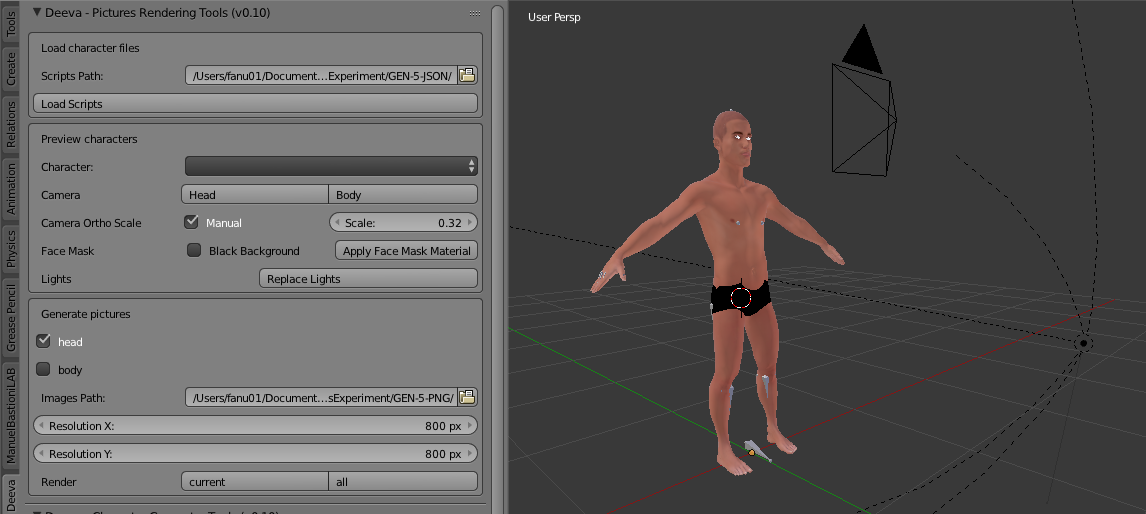 Tools
Create
Relations
Animation
Physics
Grease Pencil
ManuelBastioniLAB
Deeva
Deeva - Pictures Rendering Tools (v0.10)
Load character files
Scripts Path: /Users/fanu01/Document...Experiment/GEN-5-JSON/
Load Scripts
Preview characters
Character:
Camera Head Body
Camera Ortho Scale Manual Scale: 0.32
Face Mask Black Background Apply Face Mask Material
Lights Replace Lights
Generate pictures
head
body
Images Path: /Users/fanu01/Document...sExperiment/GEN-5-PNG/
Resolution X: 800 px
Resolution Y: 800 px
Render current all
User Persp